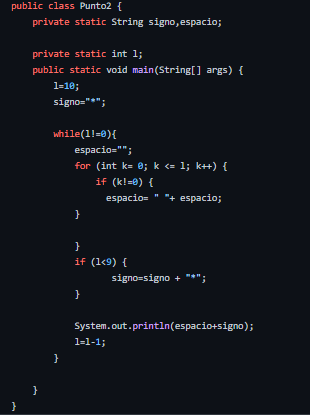 public class Punto2 {
    private static String signo,espacio;

    private static int l;
    public static void main(String[] args) {
        l=10;
        signo="*";

        while(l!=0){
            espacio="";
            for (int k= 0; k <= l; k++) {
                if (k!=0) {
                  espacio= " "+ espacio;
            }

            }
            if (l<9) {
                   signo=signo + "*";
            }

            System.out.println(espacio+signo);
            l=l-1;
        }

    }
}